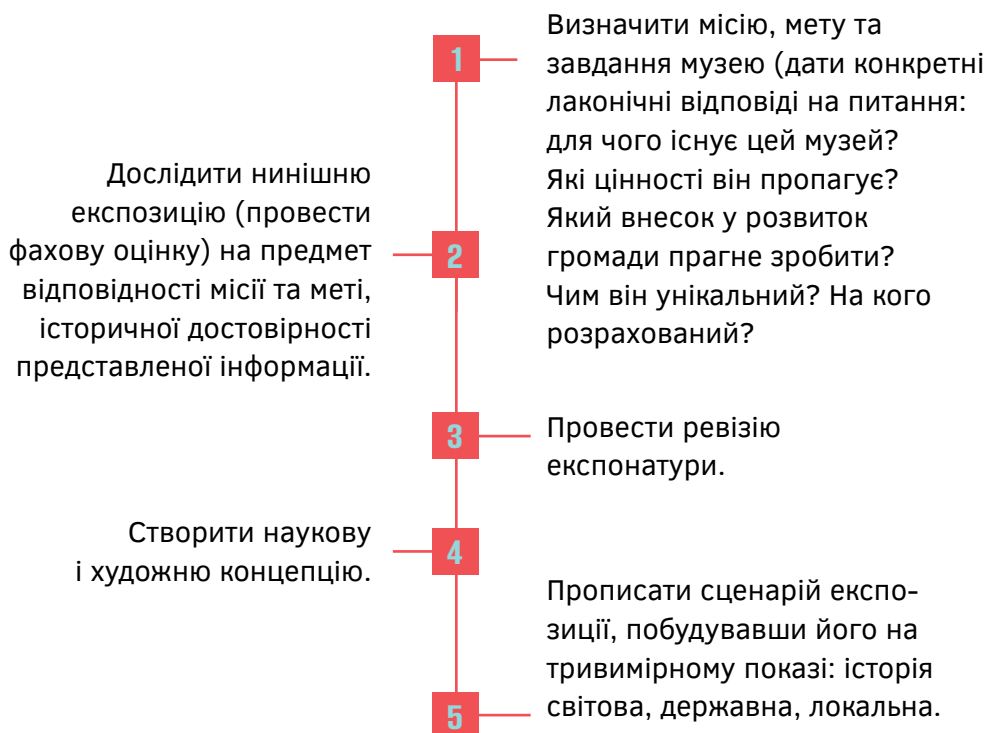 1
Визначити місію, мету та
завдання музею (дати конкретні
лаконічні відповіді на питання:
для чого існує цей музей?
Які цінності він пропагує?
Який внесок у розвиток
громади прагне зробити?
Чим він унікальний? На кого
розрахований?
2
Дослідити нинішню
експозицію (провести
фахову оцінку) на предмет
відповідності місії та меті,
історичної достовірності
представленої інформації.
3
Провести ревізію
експонатури.
4
Створити наукову
і художню концепцію.
5
Прописати сценарій експо-
зиції, побудувавши його на
тривимірному показі: історія
світова, державна, локальна.